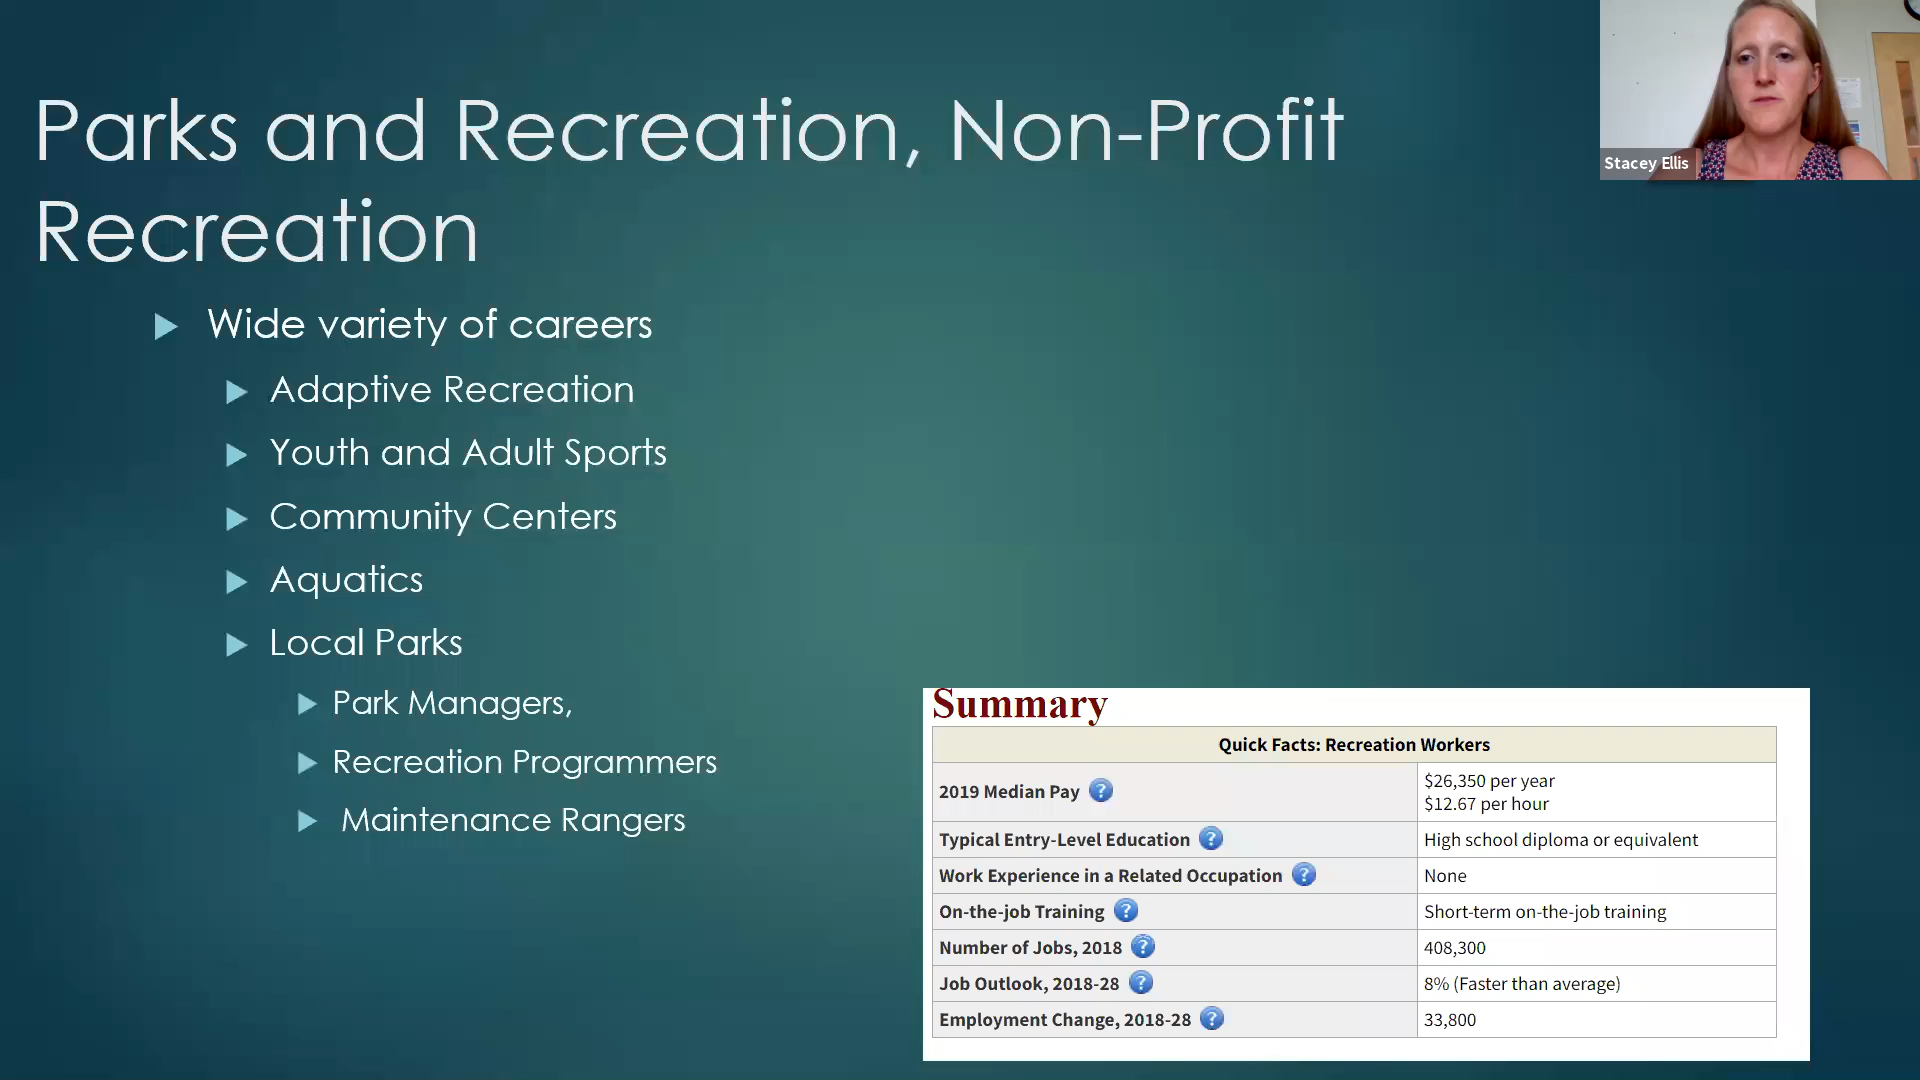 Parks and Recreation, Non-Profit
Recreation
Wide variety of careers
Adaptive Recreation
Youth and Adult Sports
Community Centers
Aquatics
Local Parks
Park Managers,
Recreation Programmers
Maintenance Rangers
Stacey Ellis
Summary
Quick Facts: Recreation Workers
2019 Median Pay ? $26,350 per year
$12.67 per hour
Typical Entry-Level Education ? High school diploma or equivalent
Work Experience in a Related Occupation ? None
On-the-job Training ? Short-term on-the-job training
Number of Jobs, 2018 ? 408,300
Job Outlook, 2018-28 ? 8% (Faster than average)
Employment Change, 2018-28 ? 33,800